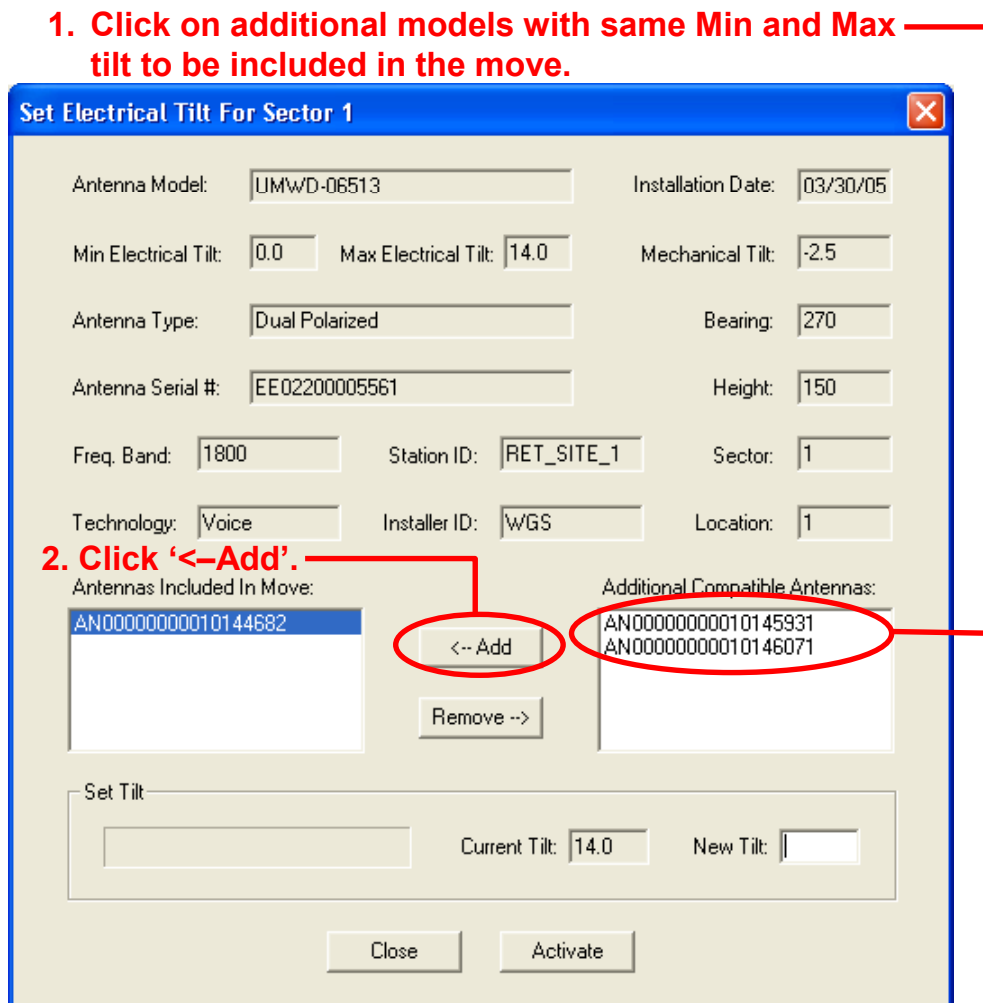 1. Click on additional models with same Min and Max
tilt to be included in the move.
Set Electrical Tilt For Sector 1
Antenna Model: UMWD-06513 Installation Date: 03/30/05
Min Electrical Tilt: 0.0 Max Electrical Tilt: 14.0 Mechanical Tilt: -2.5
Antenna Type: Dual Polarized Bearing: 270
Antenna Serial #: EE02200005561 Height: 150
Freq. Band: 1800 Station ID: RET_SITE_1 Sector: 1
Technology: Voice Installer ID: WGS Location: 1
2. Click ‘<–Add’.
Antennas Included In Move: Additional Compatible Antennas:
AN00000000010144682 AN00000000010145931
<-- Add AN00000000010146071
Remove -->
Set Tilt
Current Tilt: 14.0 New Tilt:
Close Activate